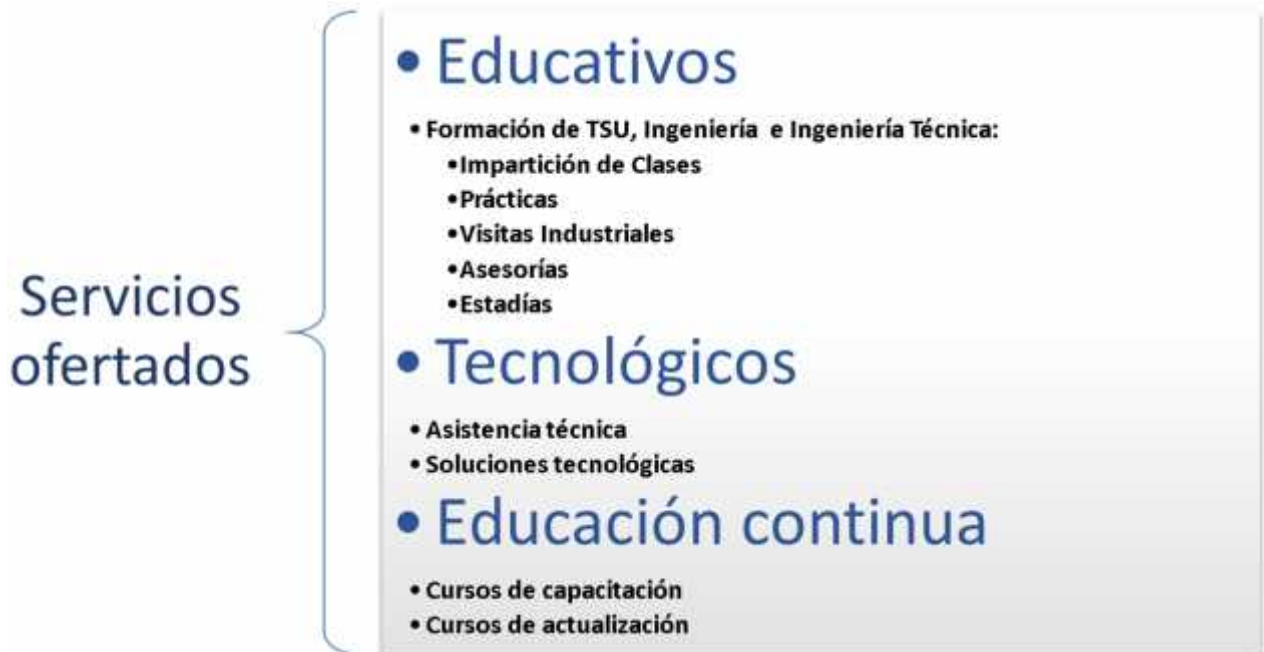 Servicios
ofertados
• Educativos
• Formación de TSU, Ingeniería e Ingeniería Técnica:
•Impartición de Clases
•Prácticas
•Visitas Industriales
•Asesorías
•Estadías
• Tecnológicos
• Asistencia técnica
• Soluciones tecnológicas
• Educación continua
• Cursos de capacitación
• Cursos de actualización